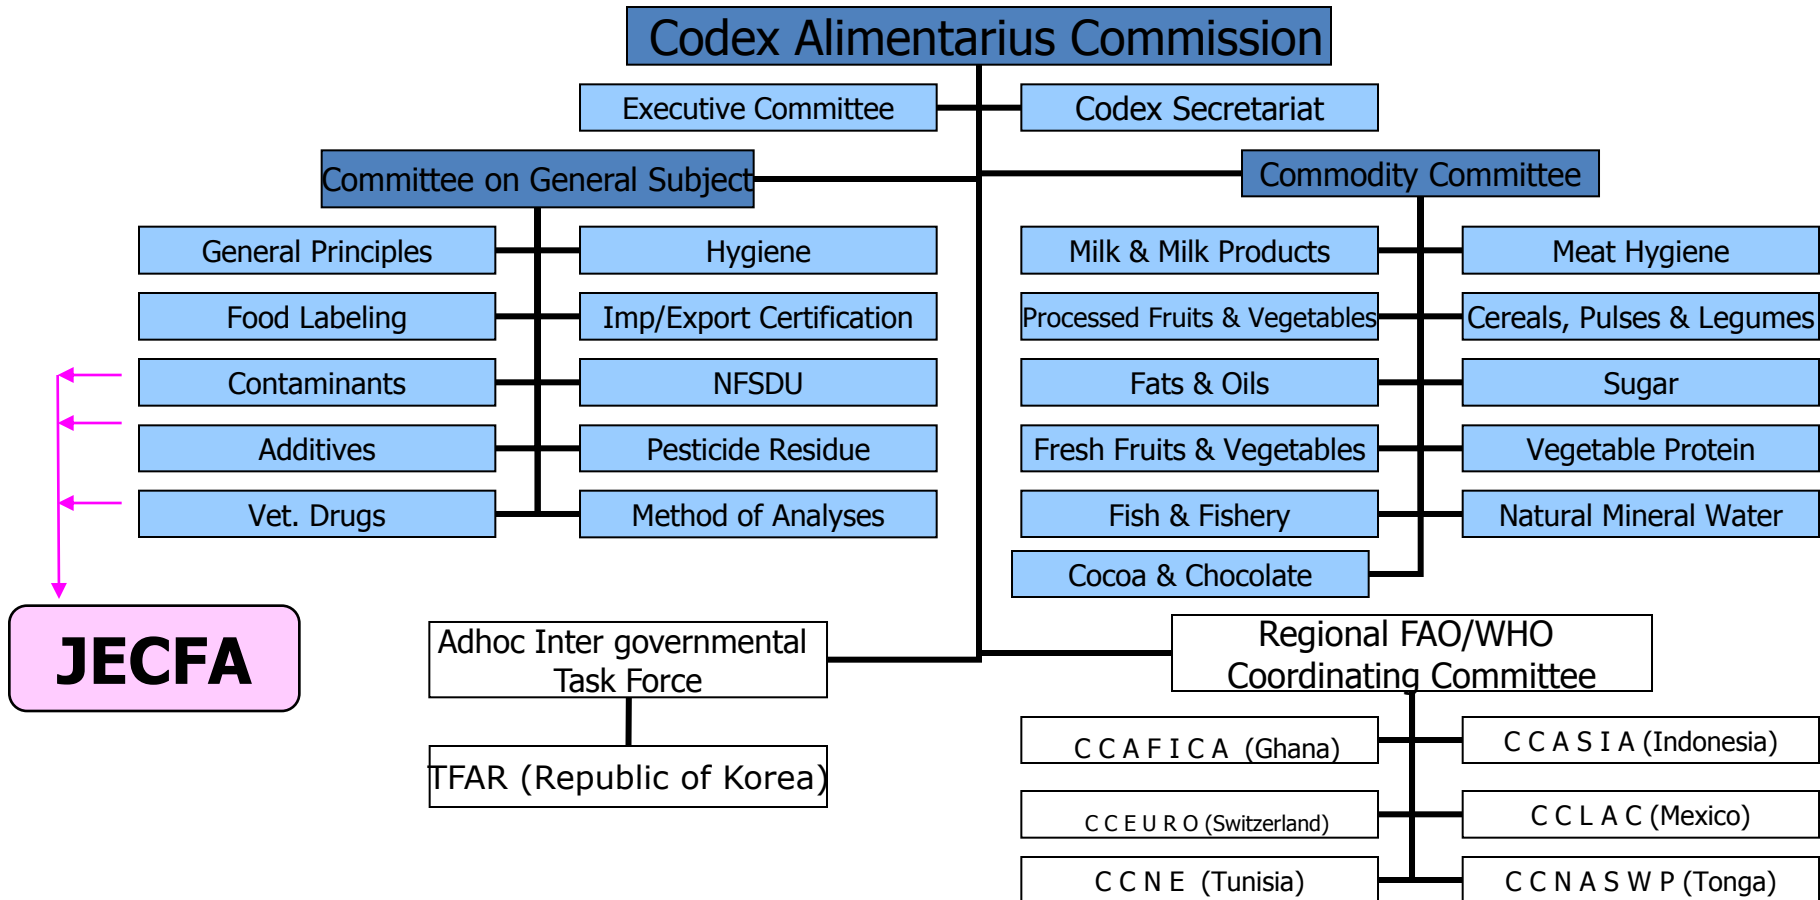 Codex Alimentarius Commission
Executive Committee
Codex Secretariat
Committee on General Subject
Commodity Committee
General Principles
Hygiene
Food Labeling
Imp/Export Certification
Contaminants
NFSDU
Additives
Pesticide Residue
Vet. Drugs
Method of Analyses
Milk & Milk Products
Meat Hygiene
Processed Fruits & Vegetables
Cereals, Pulses & Legumes
Fats & Oils
Sugar
Fresh Fruits & Vegetables
Vegetable Protein
Fish & Fishery
Natural Mineral Water
Cocoa & Chocolate
JECFA
Adhoc Inter governmental
Task Force
TFAR (Republic of Korea)
Regional FAO/WHO
Coordinating Committee
C C A F I C A (Ghana)
C C A S I A (Indonesia)
C C E U R O (Switzerland)
C C L A C (Mexico)
C C N E (Tunisia)
C C N A S W P (Tonga)